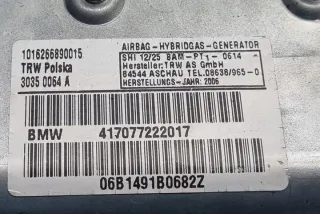 1016266890015
TRW Polska
3035 0064 A
AIRBAG-HYBRIDGAS-GENERATOR
SHI 12/25 BAM-PT1-0614
Hersteller:TRW AS GmbH
84544 ASCHAU TEL.08638/965-0
HERSTELLUNGS-JAHR: 2006
BMW 417077222017
06B1491B0682Z